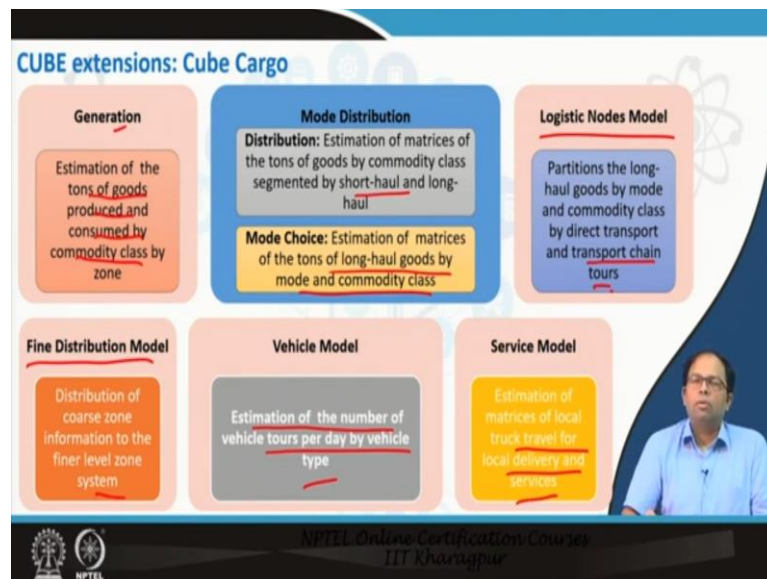 CUBE extensions: Cube Cargo
Generation
Estimation of the
tons of goods
produced and
consumed by
commodity class by
zone
Mode Distribution
Distribution: Estimation of matrices of
the tons of goods by commodity class
segmented by short-haul and long-
haul
Mode Choice: Estimation of matrices
of the tons of long-haul goods by
mode and commodity class
Logistic Nodes Model
Partitions the long-
haul goods by mode
and commodity class
by direct transport
and transport chain
tours
Fine Distribution Model
Distribution of
coarse zone
information to the
finer level zone
system
Vehicle Model
Estimation of the number of
vehicle tours per day by vehicle
type
Service Model
Estimation of
matrices of local
truck travel for
local delivery and
services
NPTEL
NPTEL Online Certification Courses
IIT Kharagpur